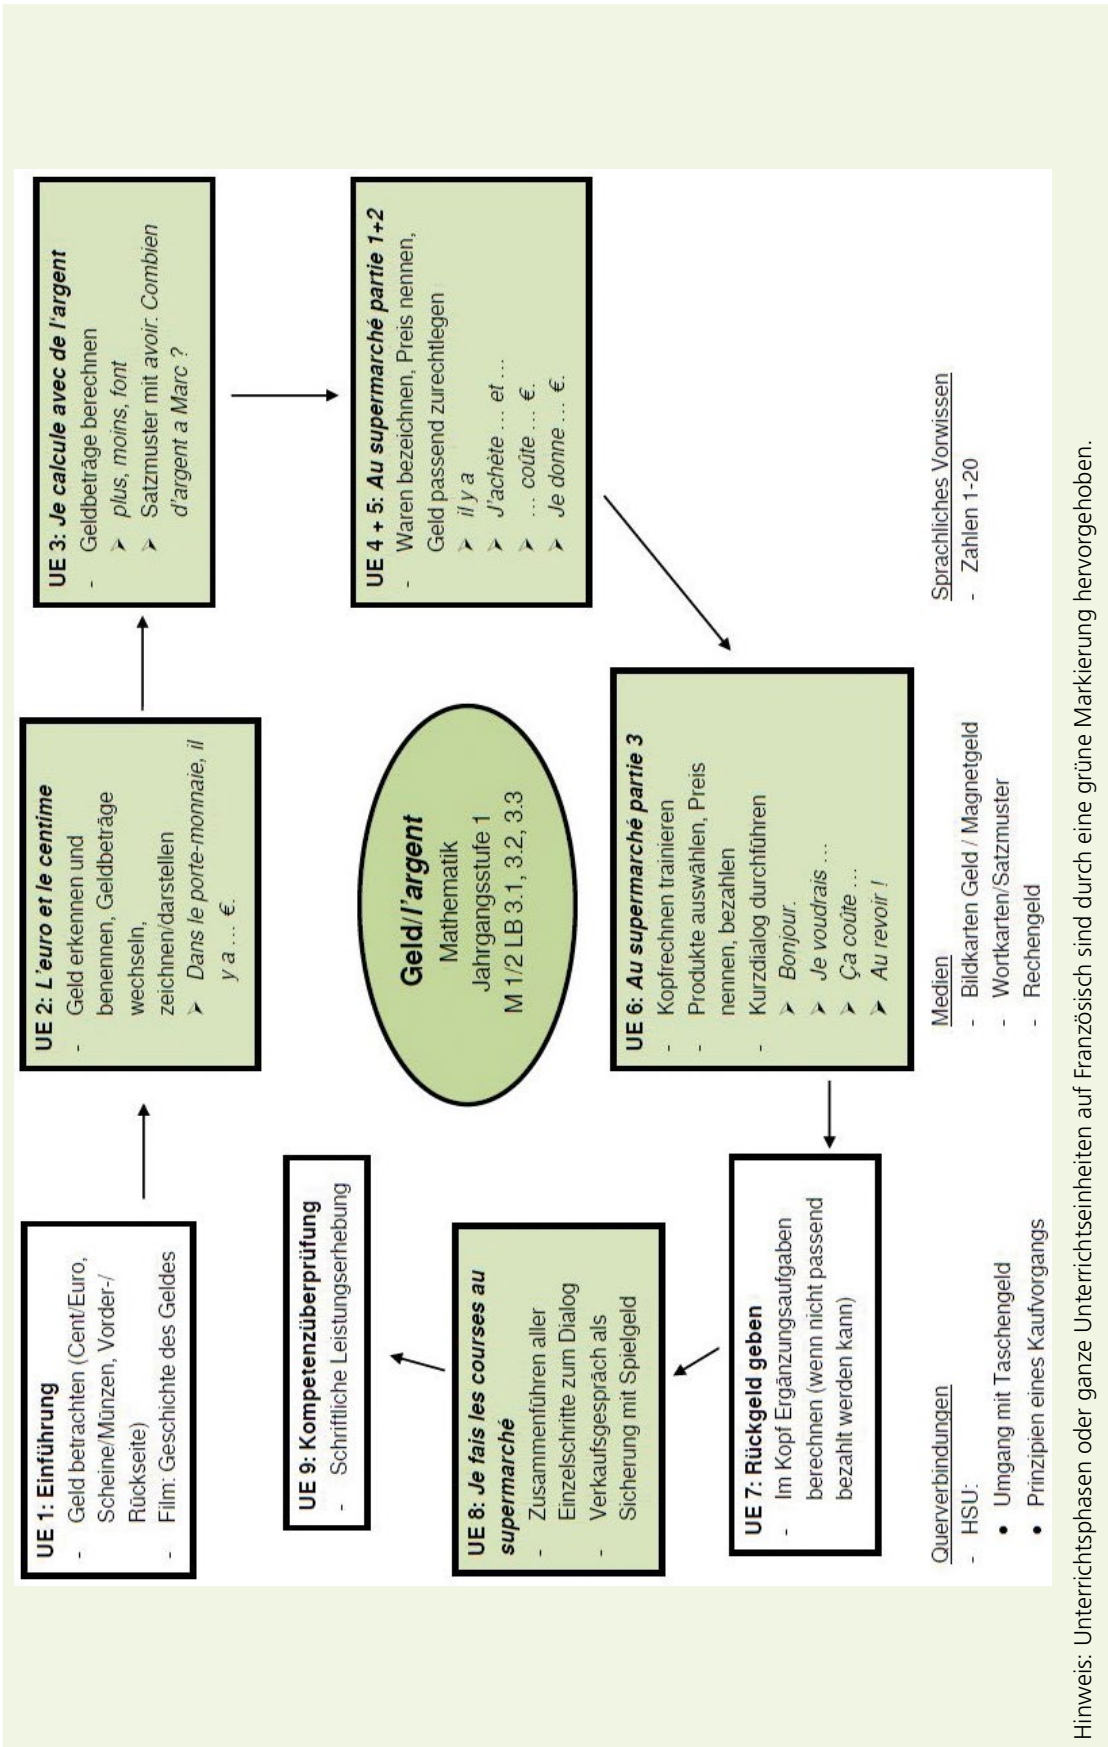 UE 1: Einführung
- Geld betrachten (Cent/Euro,
Scheine/Münzen, Vorder-/
Rückseite)
- Film: Geschichte des Geldes
UE 2: L'euro et le centime
- Geld erkennen und
benennen, Geldbeträge
wechseln,
zeichnen/darstellen
➢ Dans le porte-monnaie, il
y a … €.
UE 3: Je calcule avec de l'argent
- Geldbeträge berechnen
➢ plus, moins, font
➢ Satzmuster mit avoir: Combien
d'argent a Marc ?
UE 4 + 5: Au supermarché partie 1+2
- Waren bezeichnen, Preis nennen,
Geld passend zurechtlegen
➢ il y a
➢ J'achète … et …
➢ … coûte … €.
➢ Je donne … €.
Geld/l'argent
Mathematik
Jahrgangsstufe 1
M 1/2 LB 3.1, 3.2, 3.3
UE 6: Au supermarché partie 3
- Kopfrechnen trainieren
- Produkte auswählen, Preis
nennen, bezahlen
- Kurzdialog durchführen
➢ Bonjour.
➢ Je voudrais …
➢ Ça coûte …
➢ Au revoir !
UE 7: Rückgeld geben
- Im Kopf Ergänzungsaufgaben
berechnen (wenn nicht passend
bezahlt werden kann)
UE 8: Je fais les courses au
supermarché
- Zusammenführen aller
Einzelschritte zum Dialog
- Verkaufsgespräch als
Sicherung mit Spielgeld
UE 9: Kompetenzüberprüfung
- Schriftliche Leistungserhebung
Querverbindungen
- HSU:
• Umgang mit Taschengeld
• Prinzipien eines Kaufvorgangs
Medien
- Bildkarten Geld / Magnetgeld
- Wortkarten/Satzmuster
- Rechengeld
Sprachliches Vorwissen
- Zahlen 1-20
Hinweis: Unterrichtsphasen oder ganze Unterrichtseinheiten auf Französisch sind durch eine grüne Markierung hervorgehoben.